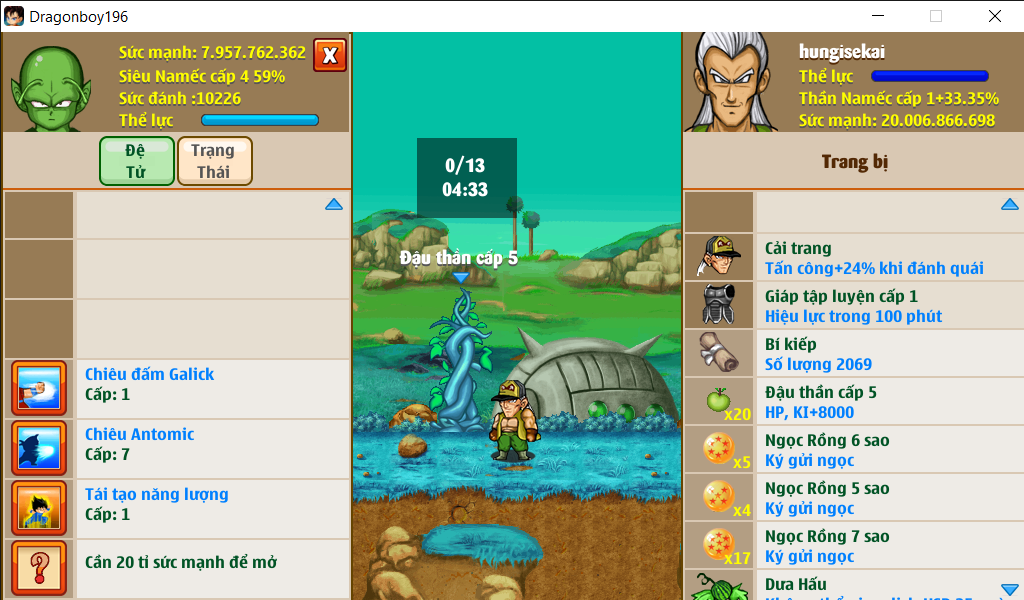 Dragonboy196
Sức mạnh: 7.957.762.362
X
Siêu Namếc cấp 4 59%
Sức đánh :10226
Thể lực
Đệ
Tử
Trạng
Thái
Chiêu đấm Galick
Cấp: 1
Chiêu Antomic
Cấp: 7
Tái tạo năng lượng
Cấp: 1
?
Cần 20 tỉ sức mạnh để mở
0/13
04:33
Đậu thần cấp 5
hungisekai
Thể lực
Thần Namếc cấp 1+33.35%
Sức mạnh: 20.006.866.698
Trang bị
Cải trang
Tấn công+24% khi đánh quái
Giáp tập luyện cấp 1
Hiệu lực trong 100 phút
Bí kiếp
Số lượng 2069
Đậu thần cấp 5
HP, KI+8000
x20
Ngọc Rồng 6 sao
Ký gửi ngọc
x5
Ngọc Rồng 5 sao
Ký gửi ngọc
x4
Ngọc Rồng 7 sao
Ký gửi ngọc
x17
Dưa Hấu